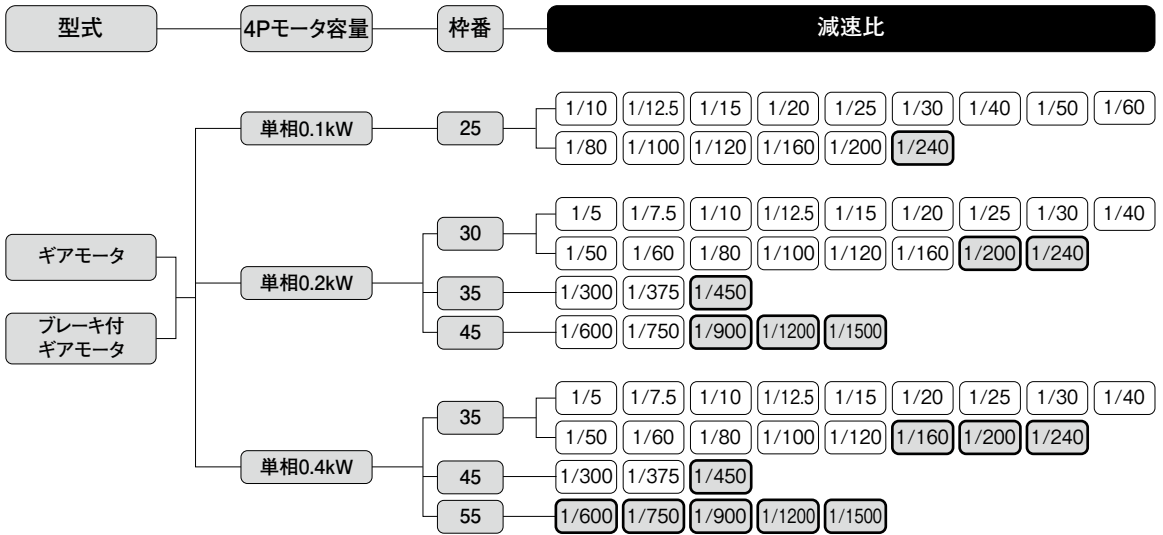 型式 4Pモータ容量 枠番 減速比
単相0.1kW 25 1/10 1/12.5 1/15 1/20 1/25 1/30 1/40 1/50 1/60
1/80 1/100 1/120 1/160 1/200 1/240
ギアモータ
ブレーキ付
ギアモータ
単相0.2kW
30 1/5 1/7.5 1/10 1/12.5 1/15 1/20 1/25 1/30 1/40
1/50 1/60 1/80 1/100 1/120 1/160 1/200 1/240
35 1/300 1/375 1/450
45 1/600 1/750 1/900 1/1200 1/1500
単相0.4kW
35 1/5 1/7.5 1/10 1/12.5 1/15 1/20 1/25 1/30 1/40
1/50 1/60 1/80 1/100 1/120 1/160 1/200 1/240
45 1/300 1/375 1/450
55 1/600 1/750 1/900 1/1200 1/1500